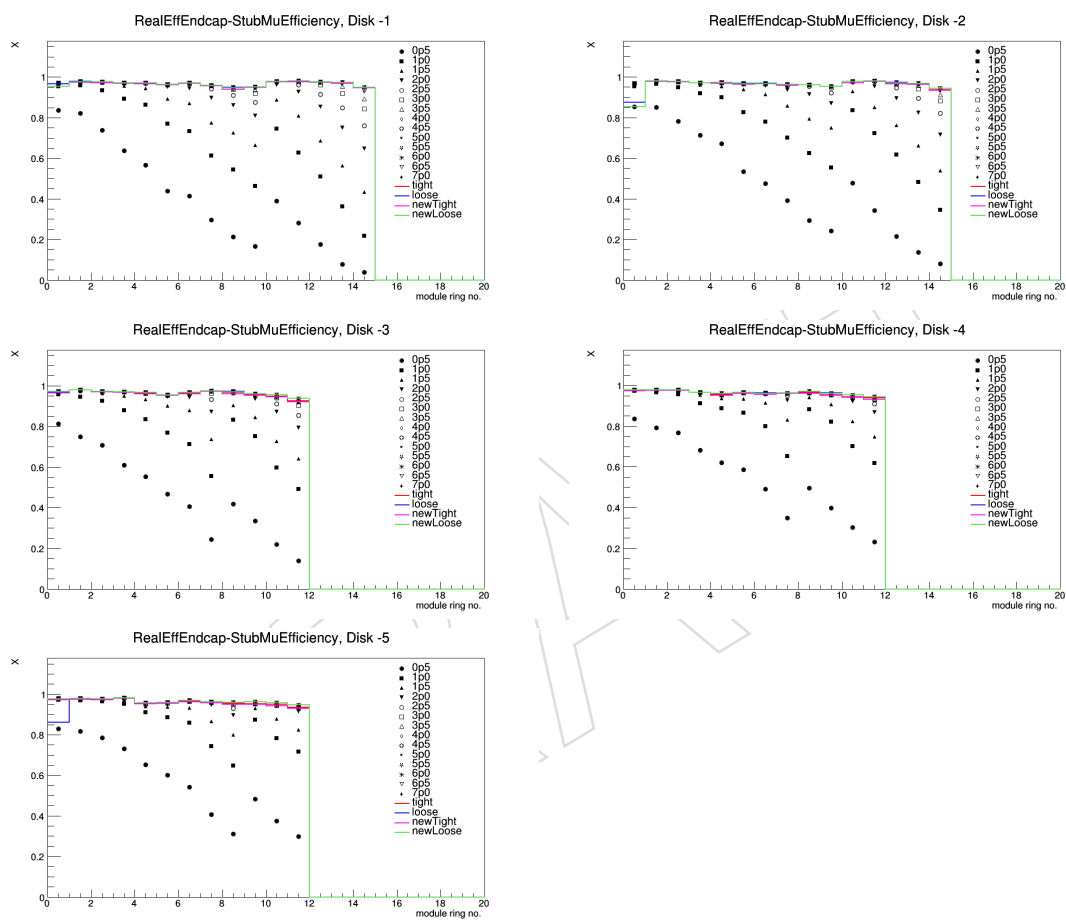 RealEffEndcap-StubMuEfficiency, Disk -1
X
1
0.8
0.6
0.4
0.2
0
0 2 4 6 8 10 12 14 16 18 20
module ring no.
0p5
1p0
1p5
2p0
2p5
3p0
3p5
4p0
4p5
5p0
5p5
6p0
6p5
7p0
tight
loose
newTight
newLoose
RealEffEndcap-StubMuEfficiency, Disk -2
X
1
0.8
0.6
0.4
0.2
0
0 2 4 6 8 10 12 14 16 18 20
module ring no.
0p5
1p0
1p5
2p0
2p5
3p0
3p5
4p0
4p5
5p0
5p5
6p0
6p5
7p0
tight
loose
newTight
newLoose
RealEffEndcap-StubMuEfficiency, Disk -3
X
1
0.8
0.6
0.4
0.2
0
0 2 4 6 8 10 12 14 16 18 20
module ring no.
0p5
1p0
1p5
2p0
2p5
3p0
3p5
4p0
4p5
5p0
5p5
6p0
6p5
7p0
tight
loose
newTight
newLoose
RealEffEndcap-StubMuEfficiency, Disk -4
X
1
0.8
0.6
0.4
0.2
0
0 2 4 6 8 10 12 14 16 18 20
module ring no.
0p5
1p0
1p5
2p0
2p5
3p0
3p5
4p0
4p5
5p0
5p5
6p0
6p5
7p0
tight
loose
newTight
newLoose
RealEffEndcap-StubMuEfficiency, Disk -5
X
1
0.8
0.6
0.4
0.2
0
0 2 4 6 8 10 12 14 16 18 20
module ring no.
0p5
1p0
1p5
2p0
2p5
3p0
3p5
4p0
4p5
5p0
5p5
6p0
6p5
7p0
tight
loose
newTight
newLoose